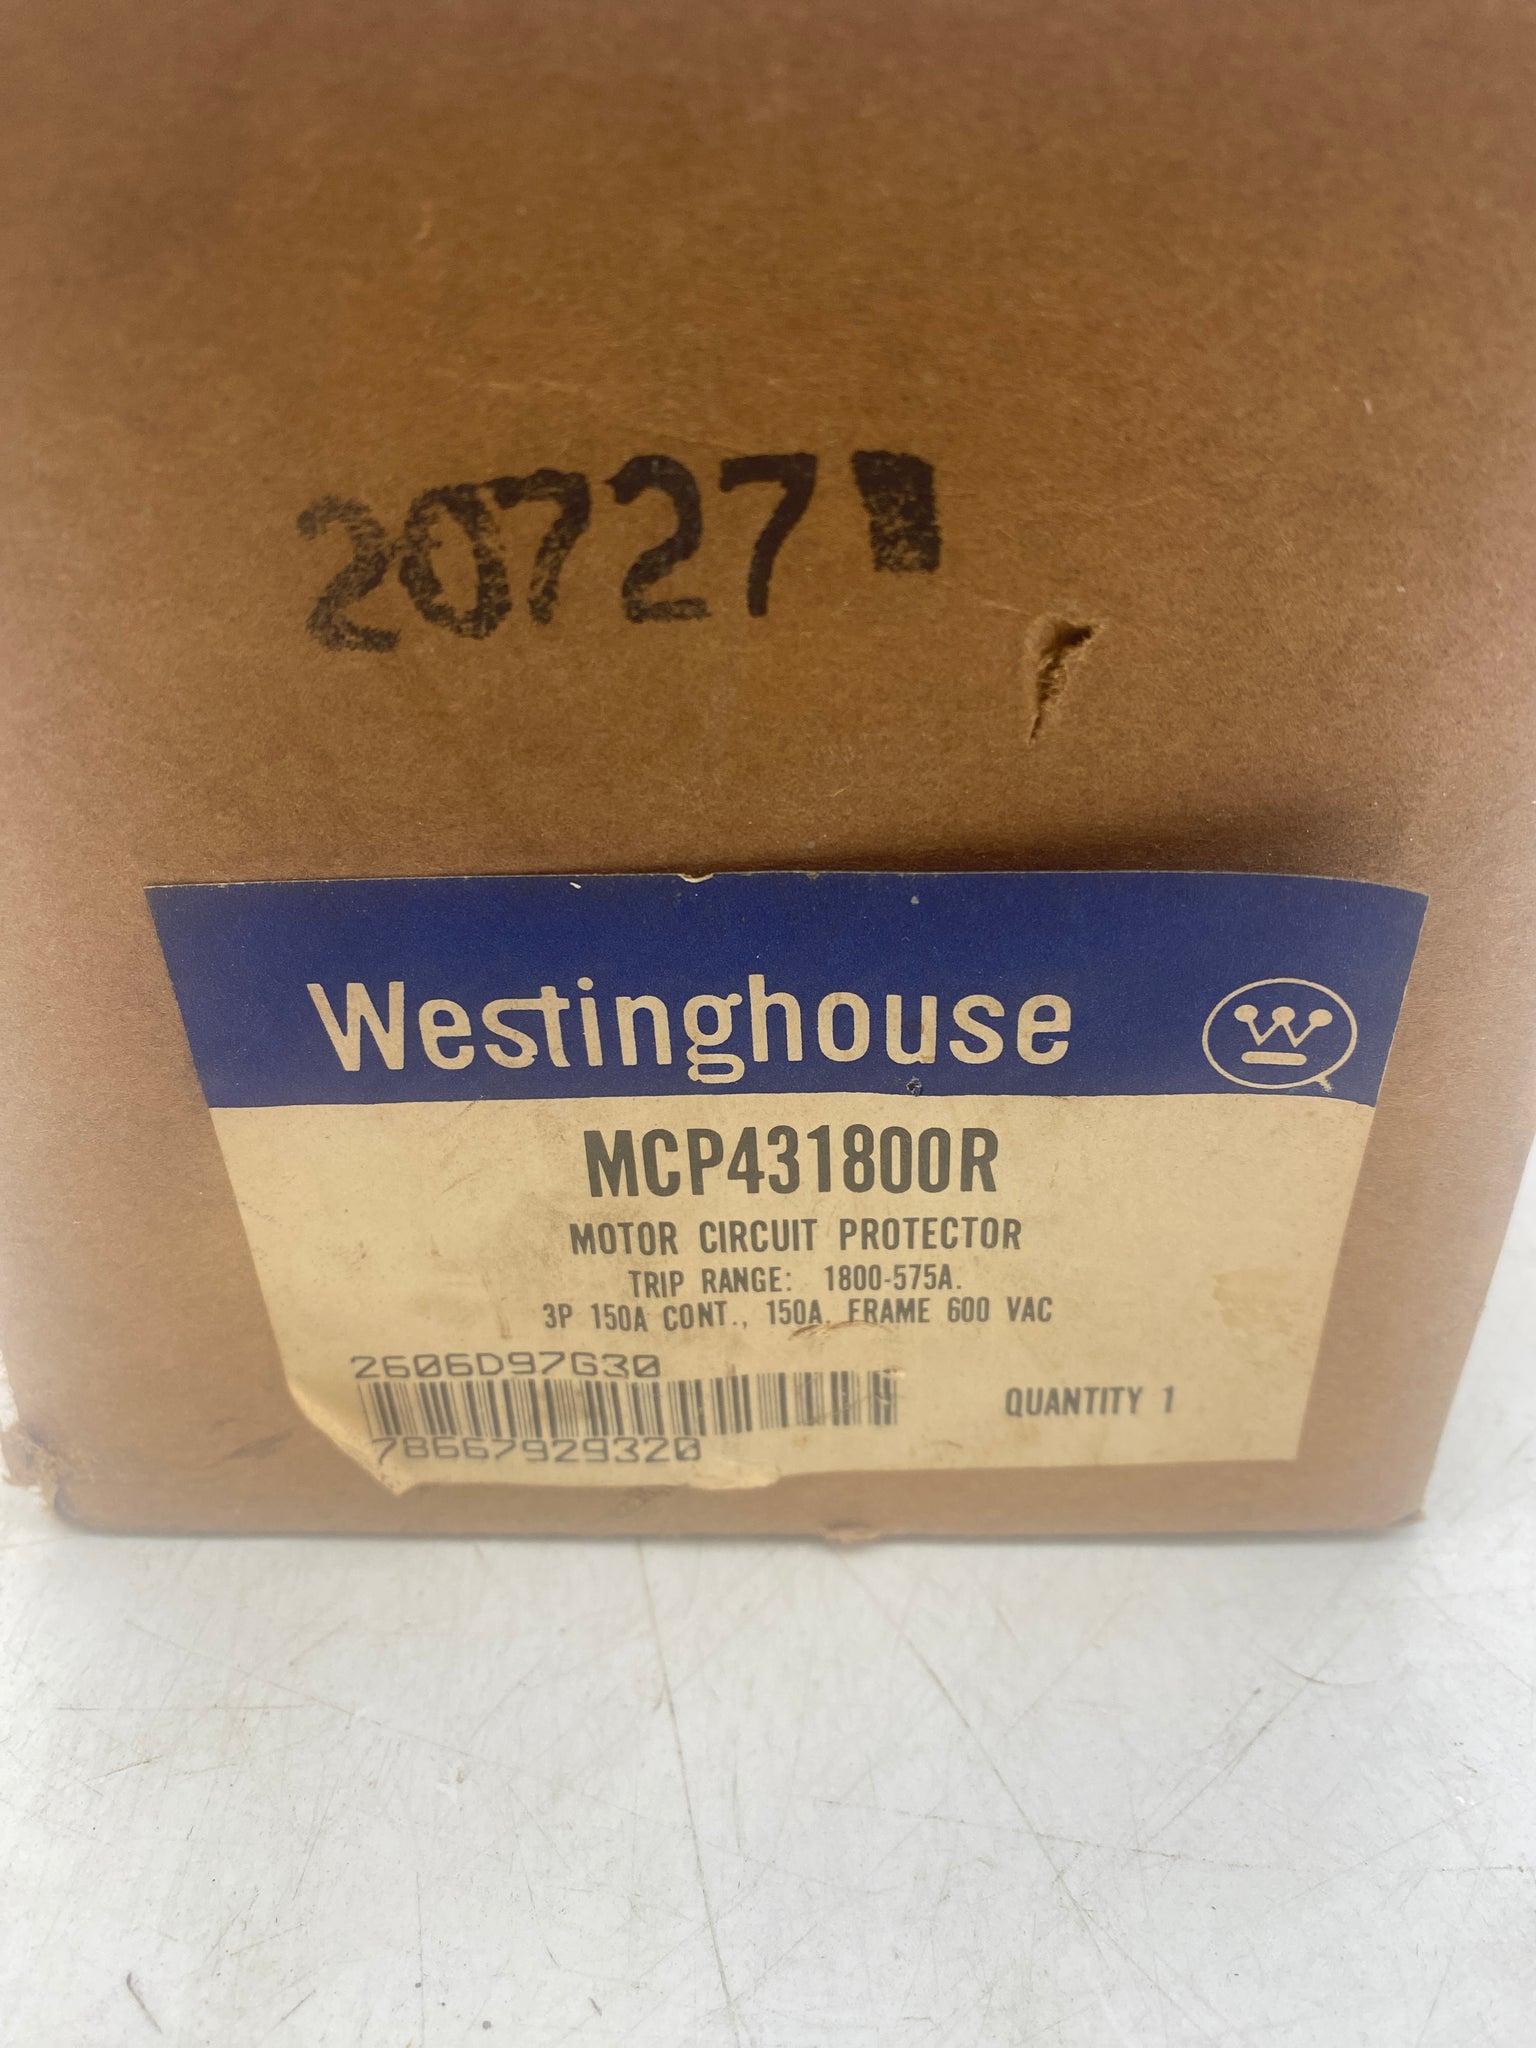 20727
Westinghouse
MCP431800R
MOTOR CIRCUIT PROTECTOR
TRIP RANGE: 1800-575A.
3P 150A CONT., 150A. FRAME 600 VAC
2606D97G30
QUANTITY 1
78667929320